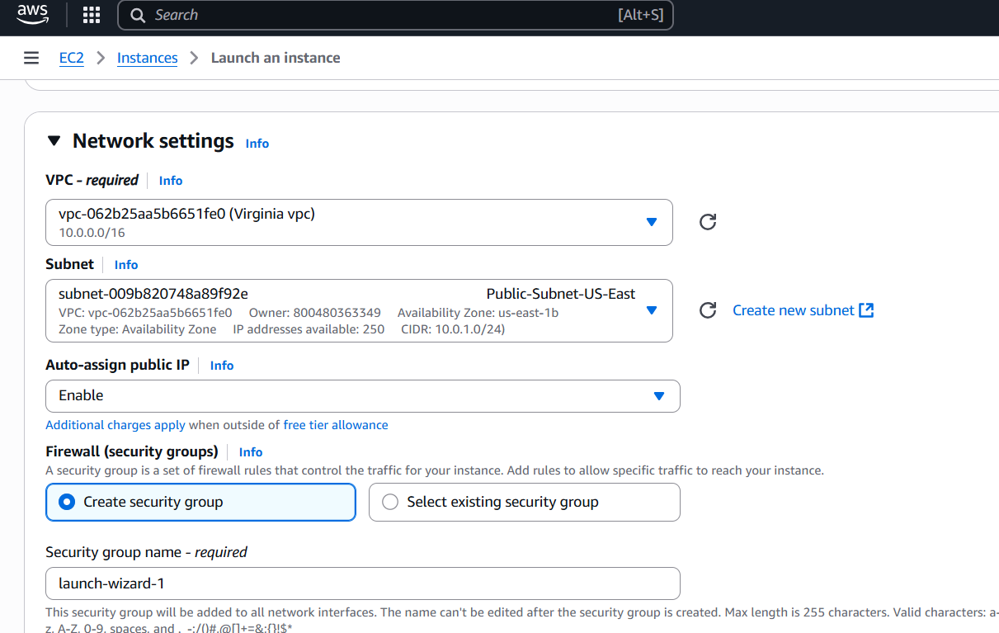 aws
Search [Alt+S]
EC2 > Instances > Launch an instance
Network settings Info
VPC - required Info
vpc-062b25aa5b6651fe0 (Virginia vpc)
10.0.0.0/16
Subnet Info
subnet-009b820748a89f92e Public-Subnet-US-East
VPC: vpc-062b25aa5b6651fe0 Owner: 800480363349 Availability Zone: us-east-1b
Zone type: Availability Zone IP addresses available: 250 CIDR: 10.0.1.0/24)
Create new subnet
Auto-assign public IP Info
Enable
Additional charges apply when outside of free tier allowance
Firewall (security groups) Info
A security group is a set of firewall rules that control the traffic for your instance. Add rules to allow specific traffic to reach your instance.
Create security group Select existing security group
Security group name - required
launch-wizard-1
This security group will be added to all network interfaces. The name can't be edited after the security group is created. Max length is 255 characters. Valid characters: a-
z, A-Z, 0-9, spaces, and ._-:/()#,@[]+=&;{}!$*